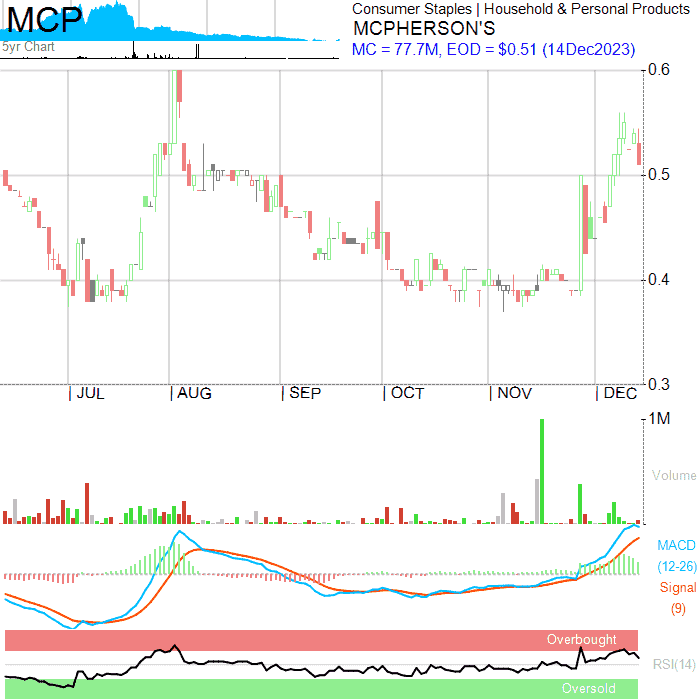 MCP
5yr Chart
Consumer Staples | Household & Personal Products
MCPHERSON'S
MC = 77.7M, EOD = $0.51 (14Dec2023)
0.6
0.5
0.4
0.3
JUL AUG SEP OCT NOV DEC
1M
Volume
MACD
(12-26)
Signal
(9)
Overbought
RSI(14)
Oversold